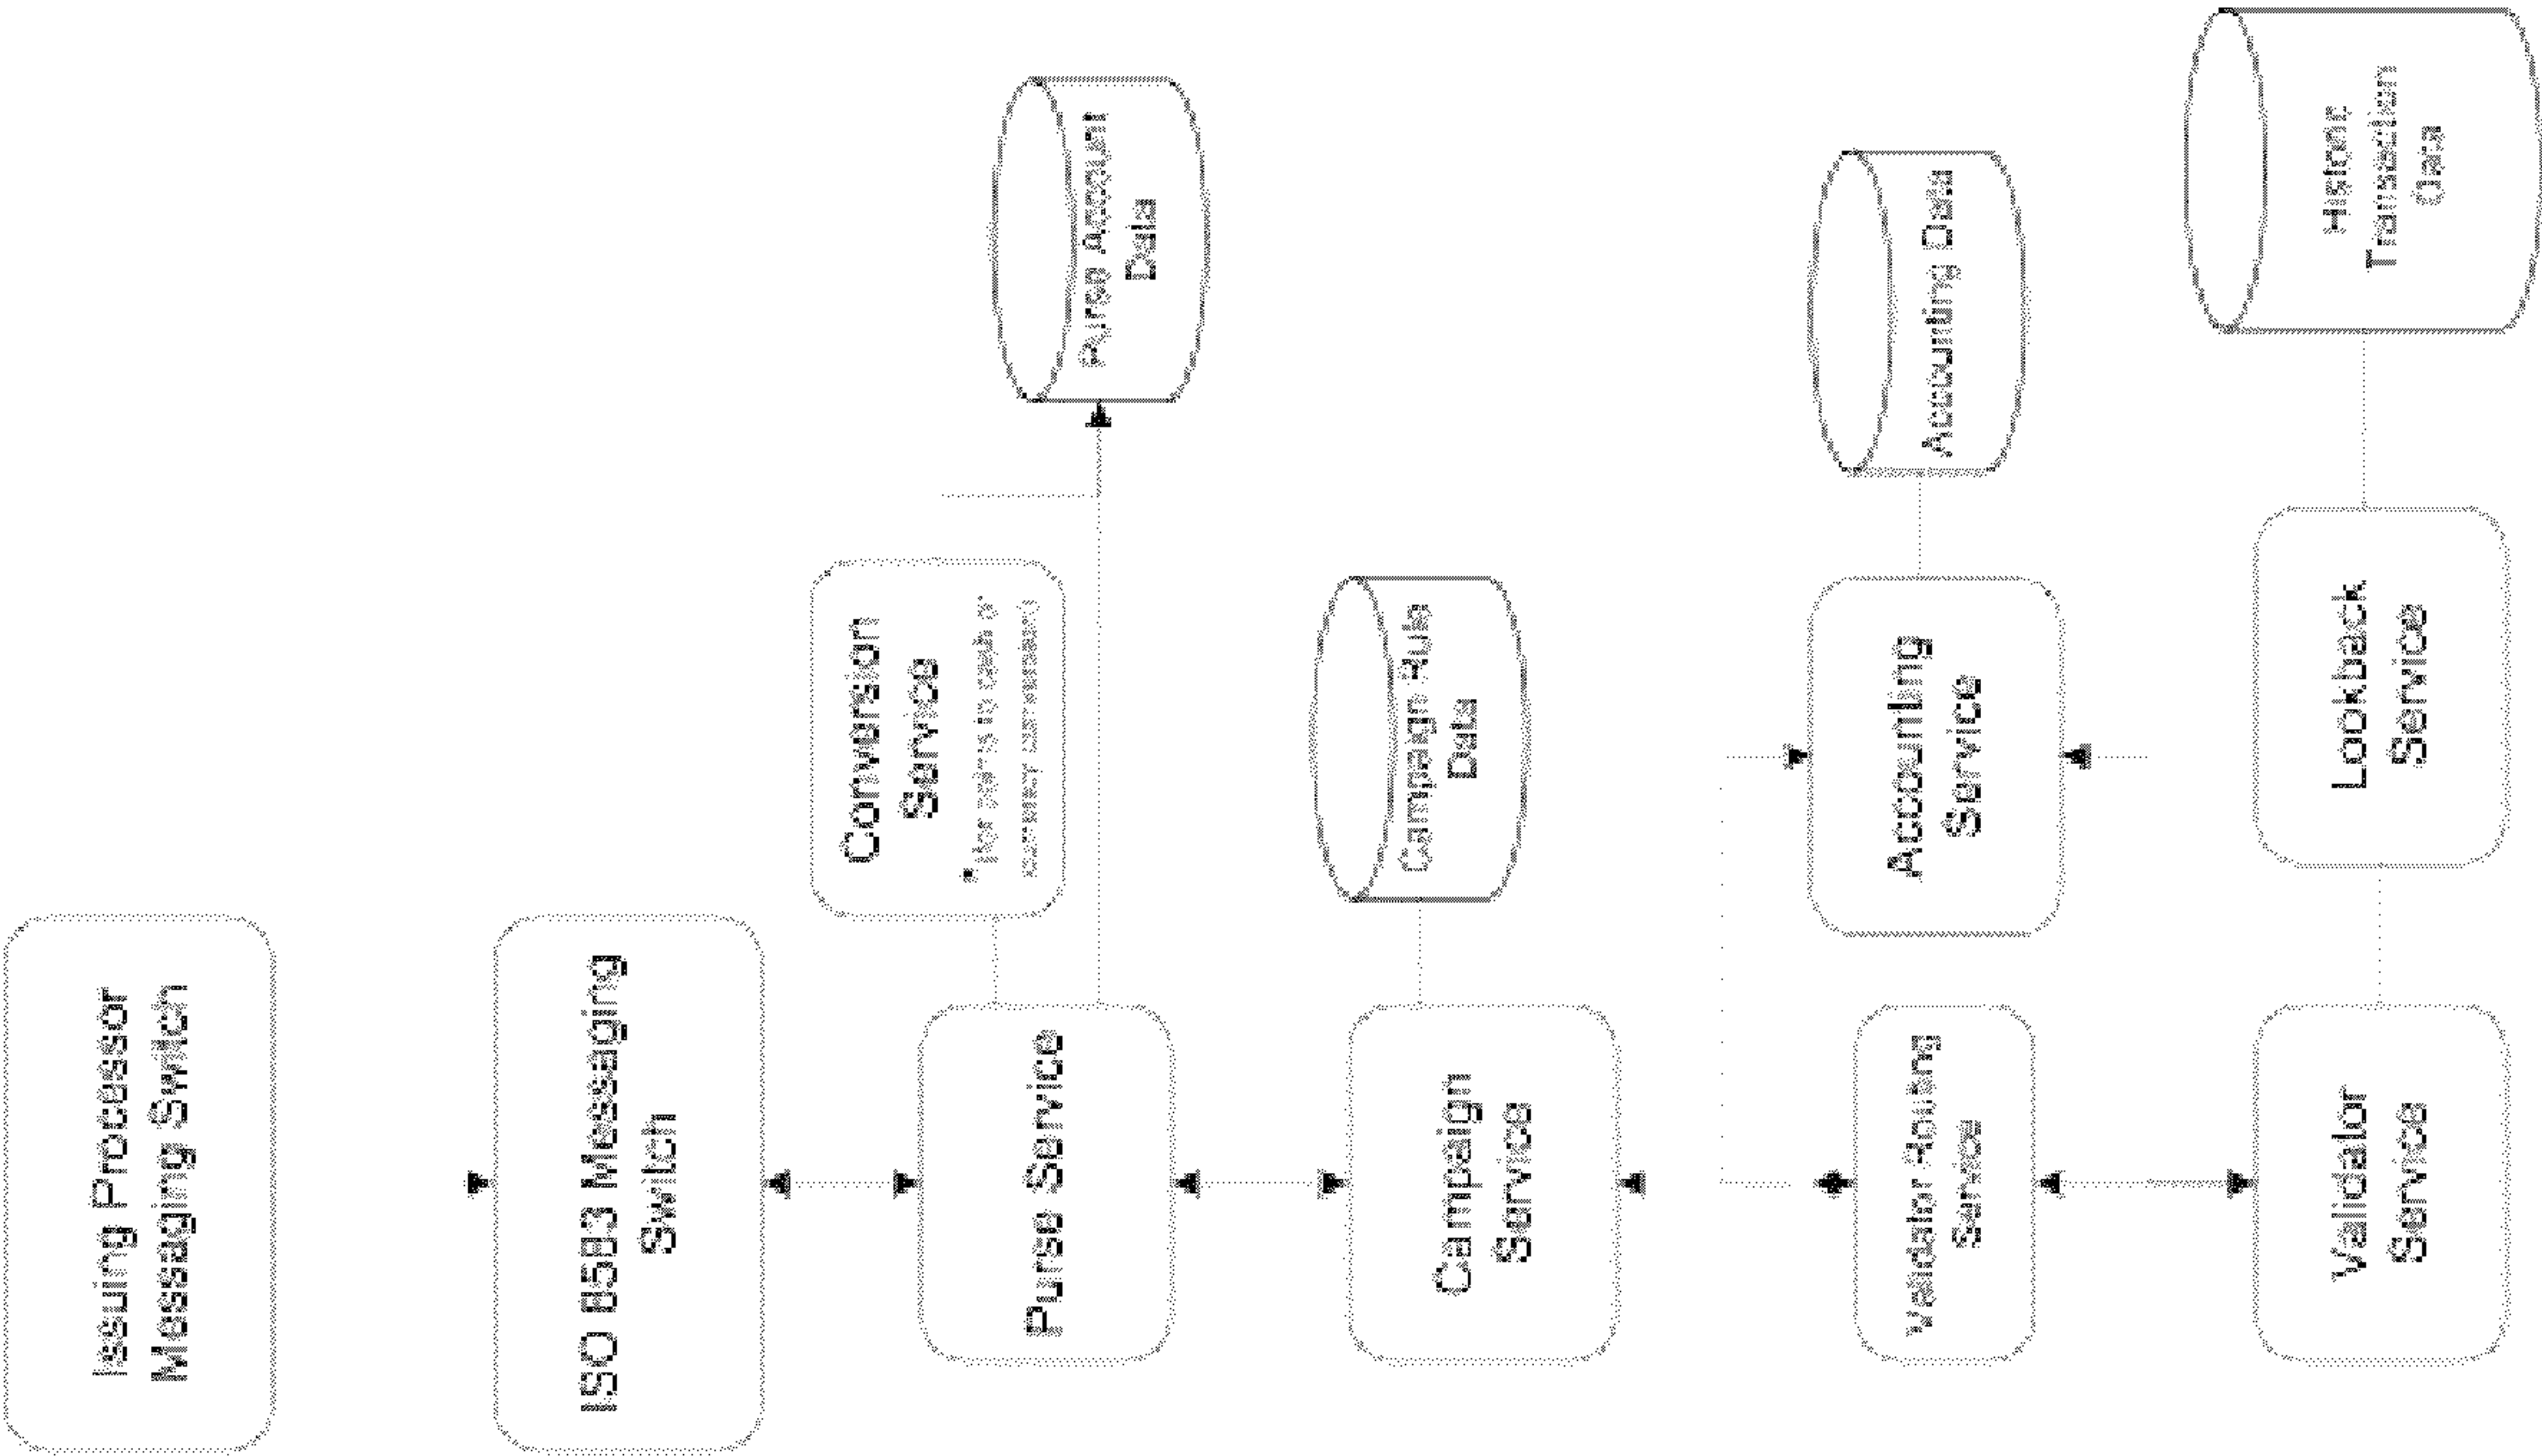 Issuing Processor
Messaging Switch
ISO 8583 Messaging
Switch
Conversion
Service
Purse Account
Data
Purse Service
Campaign Rule
Data
Campaign
Service
Accounting Data
Accounting
Service
Validator Routing
Service
Historic
Transaction
Data
Lookback
Service
Validator
Service